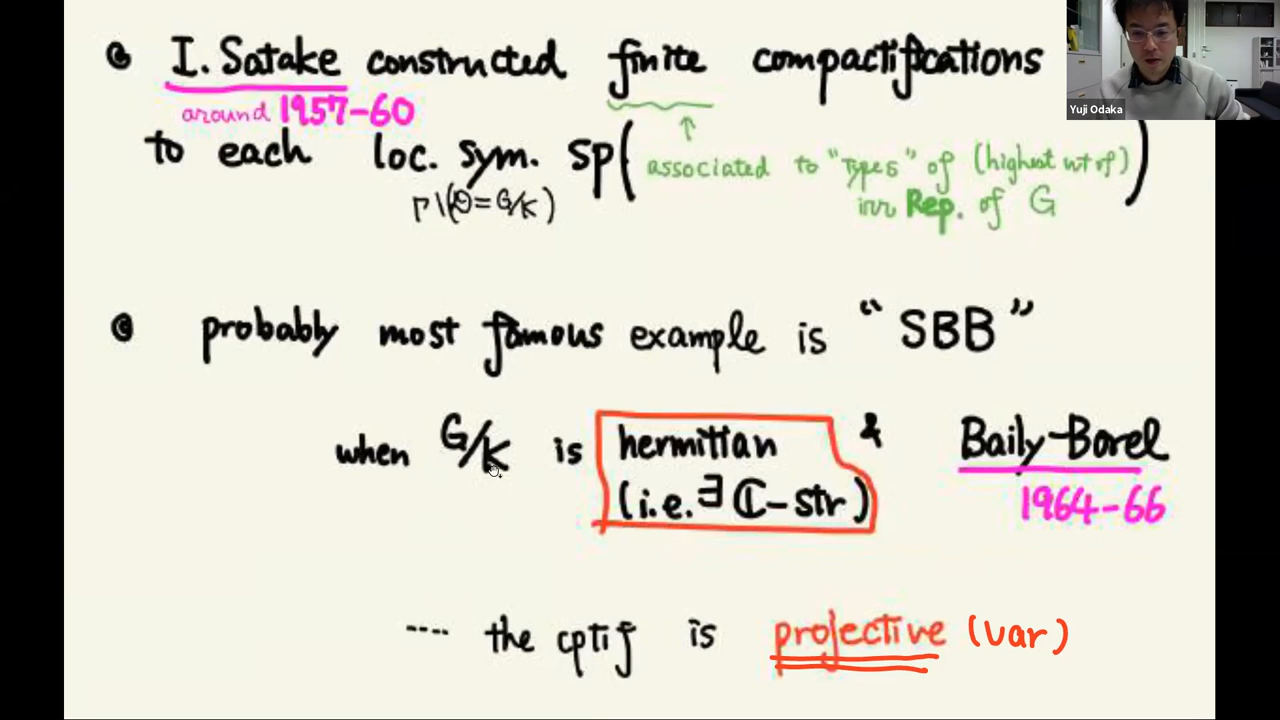 I. Satake constructed finite compactifications
around 1957-60
to each loc. sym. sp( associated to "Types" of (highest wt of) )
Γ\(D=G/K) irr Rep. of G
probably most famous example is "SBB"
when G/K is hermitian & Baily-Borel
(i.e. ∃ ℂ-str) 1964-66
---- the cptif is projective (var)
Yuji Odaka